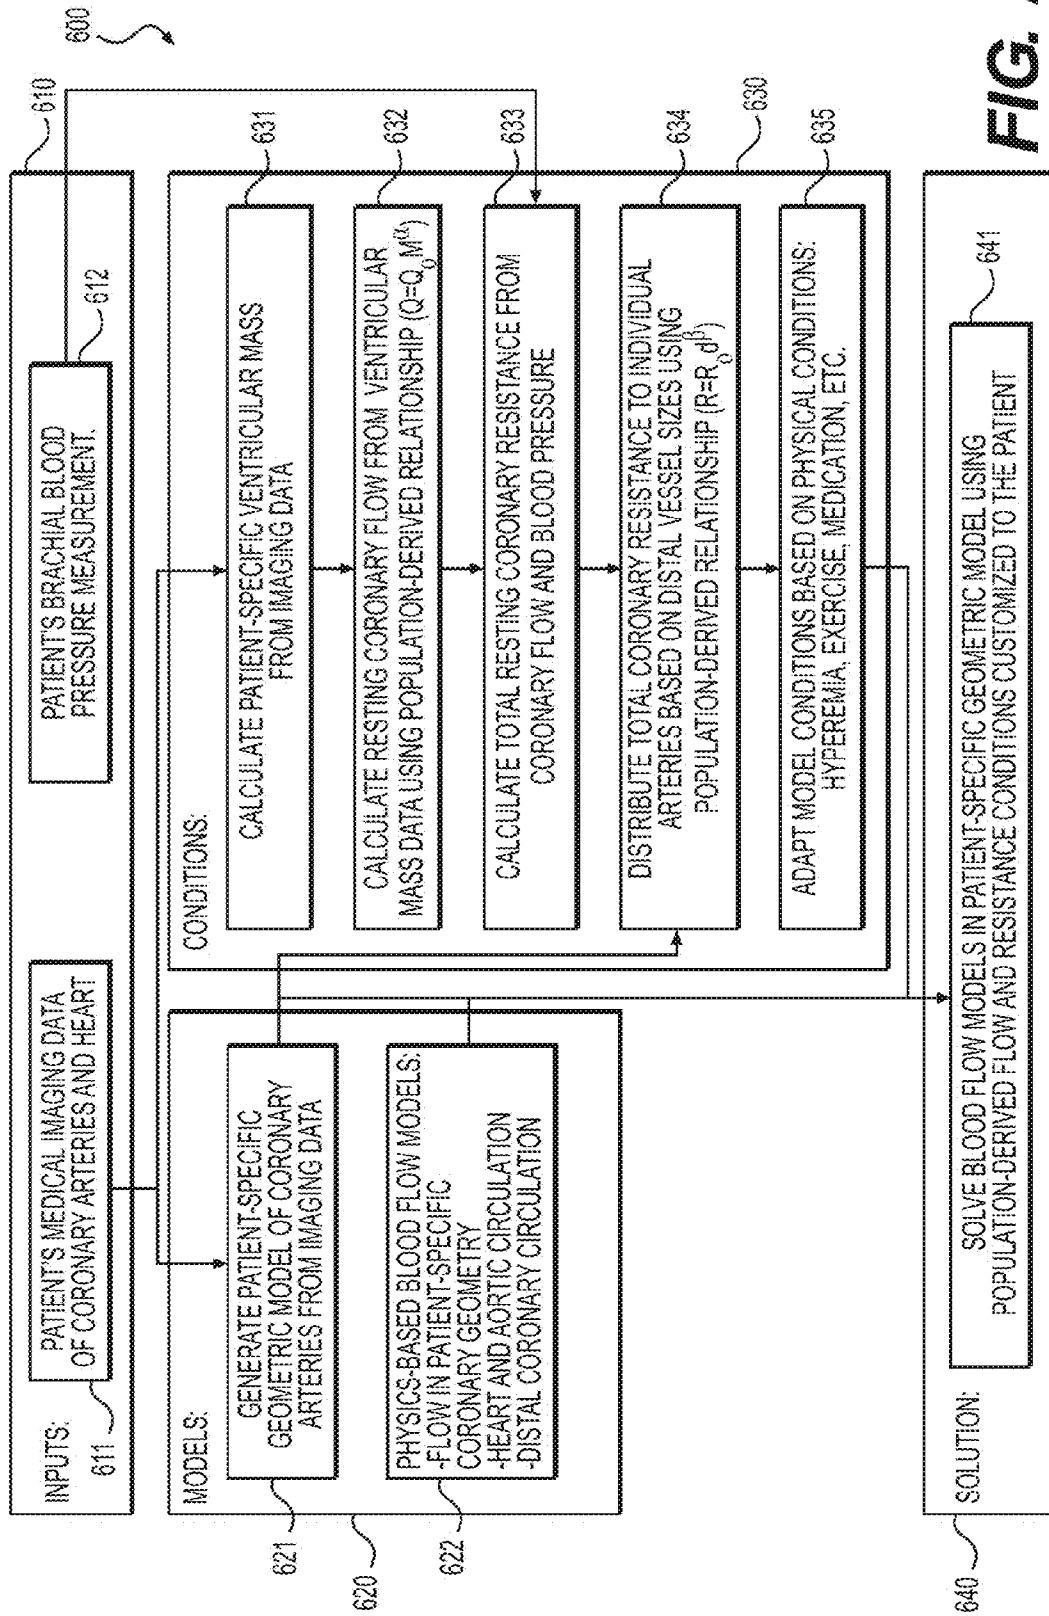 600
610
INPUTS:
611
PATIENT'S MEDICAL IMAGING DATA
OF CORONARY ARTERIES AND HEART
PATIENT'S BRACHIAL BLOOD
PRESSURE MEASUREMENT.
612
MODELS:
621
GENERATE PATIENT-SPECIFIC
GEOMETRIC MODEL OF CORONARY
ARTERIES FROM IMAGING DATA
620
PHYSICS-BASED BLOOD FLOW MODELS:
-FLOW IN PATIENT-SPECIFIC
CORONARY GEOMETRY
-HEART AND AORTIC CIRCULATION
-DISTAL CORONARY CIRCULATION
622
CONDITIONS:
CALCULATE PATIENT-SPECIFIC VENTRICULAR MASS
FROM IMAGING DATA
631
CALCULATE RESTING CORONARY FLOW FROM VENTRICULAR
MASS DATA USING POPULATION-DERIVED RELATIONSHIP (Q=Q₀M^α)
632
CALCULATE TOTAL RESTING CORONARY RESISTANCE FROM
CORONARY FLOW AND BLOOD PRESSURE
633
DISTRIBUTE TOTAL CORONARY RESISTANCE TO INDIVIDUAL
ARTERIES BASED ON DISTAL VESSEL SIZES USING
POPULATION-DERIVED RELATIONSHIP (R=R₀d^β)
634
630
ADAPT MODEL CONDITIONS BASED ON PHYSICAL CONDITIONS:
HYPEREMIA, EXERCISE, MEDICATION, ETC.
635
640
SOLUTION:
SOLVE BLOOD FLOW MODELS IN PATIENT-SPECIFIC GEOMETRIC MODEL USING
POPULATION-DERIVED FLOW AND RESISTANCE CONDITIONS CUSTOMIZED TO THE PATIENT
641
FIG.